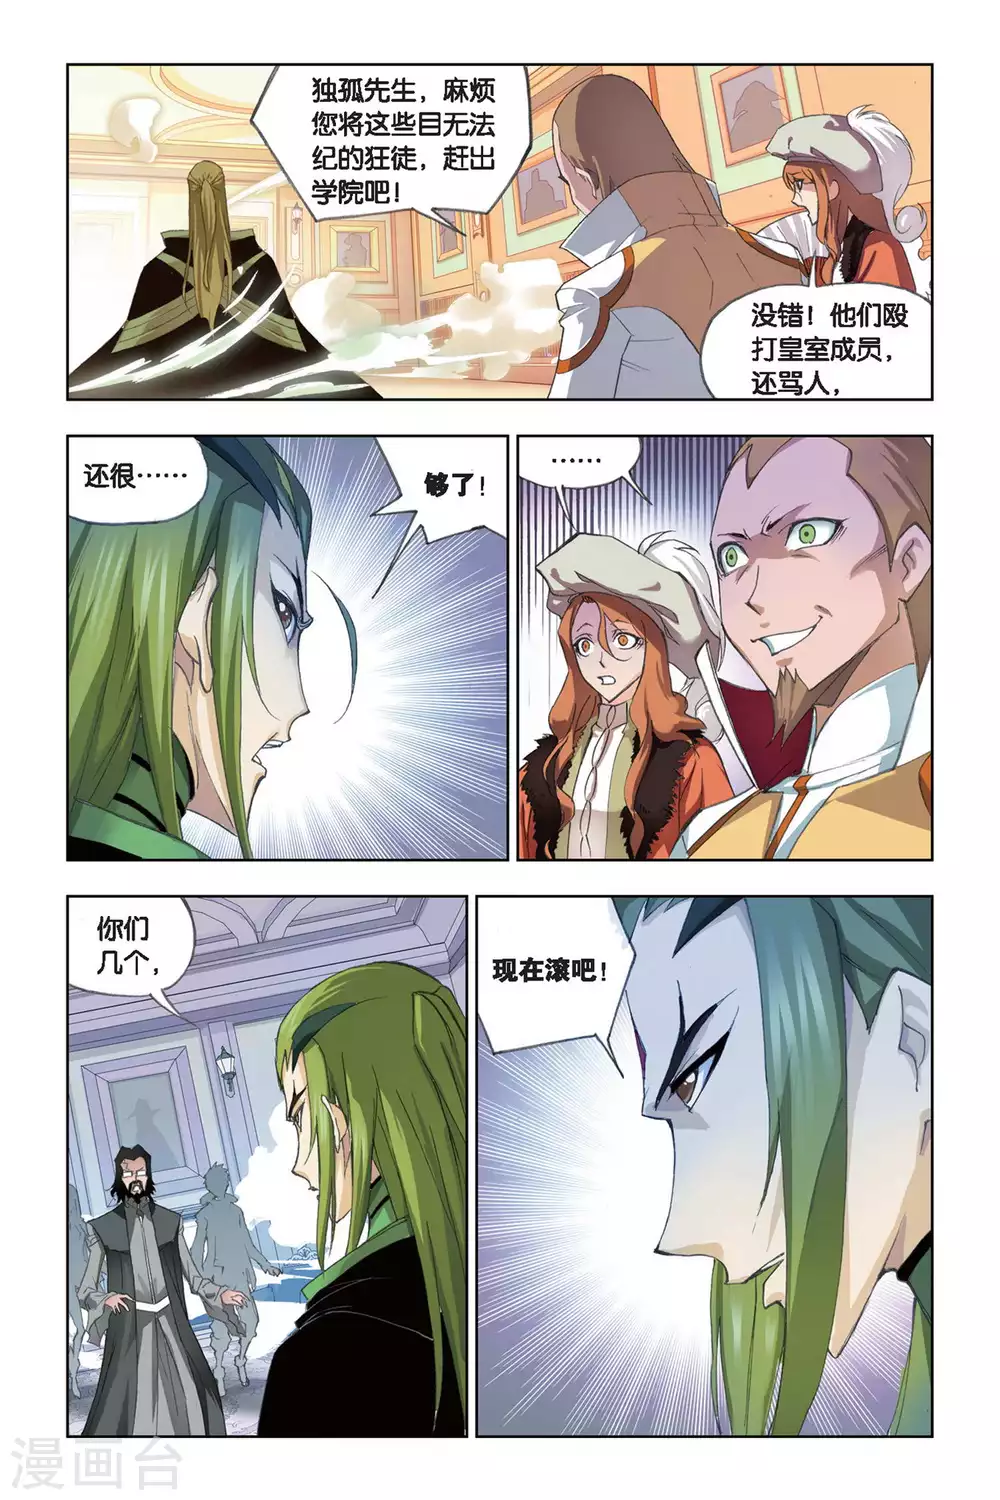 独孤先生，麻烦
您将这些目无法
纪的狂徒，赶出
学院吧！
没错！他们殴
打皇室成员，
还骂人，
还很……
够了！
……
你们
几个，
现在滚吧！
漫画台